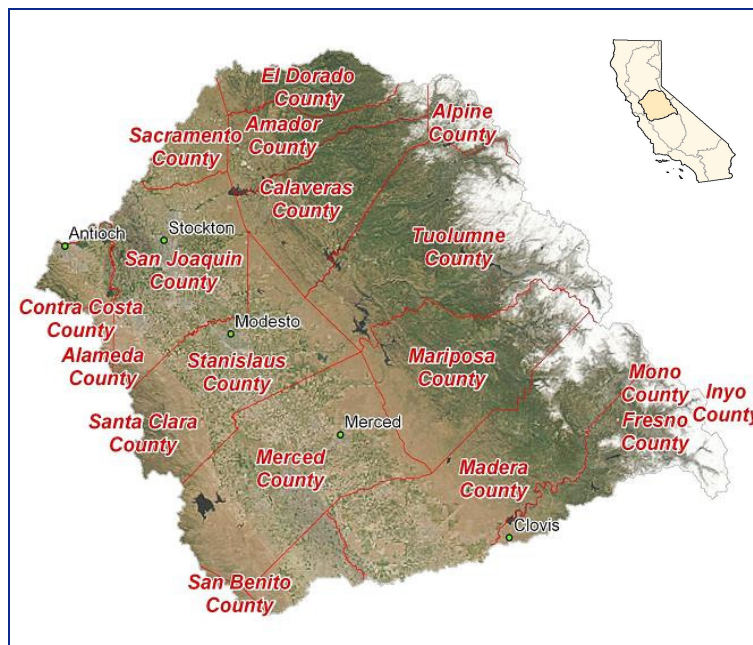 El Dorado
County
Amador
County
Alpine
County
Sacramento
County
Calaveras
County
Antioch
Stockton
San Joaquin
County
Tuolumne
County
Contra Costa
County
Modesto
Alameda
County
Stanislaus
County
Mariposa
County
Mono
County
Inyo
County
Santa Clara
County
Merced
Fresno
County
Merced
County
Madera
County
Clovis
San Benito
County